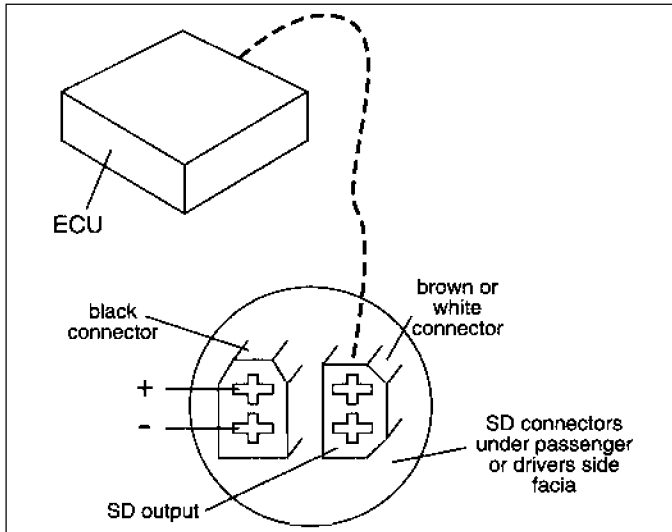 ECU
black
connector
brown or
white
connector
+
-
SD connectors
under passenger
or drivers side
facia
SD output